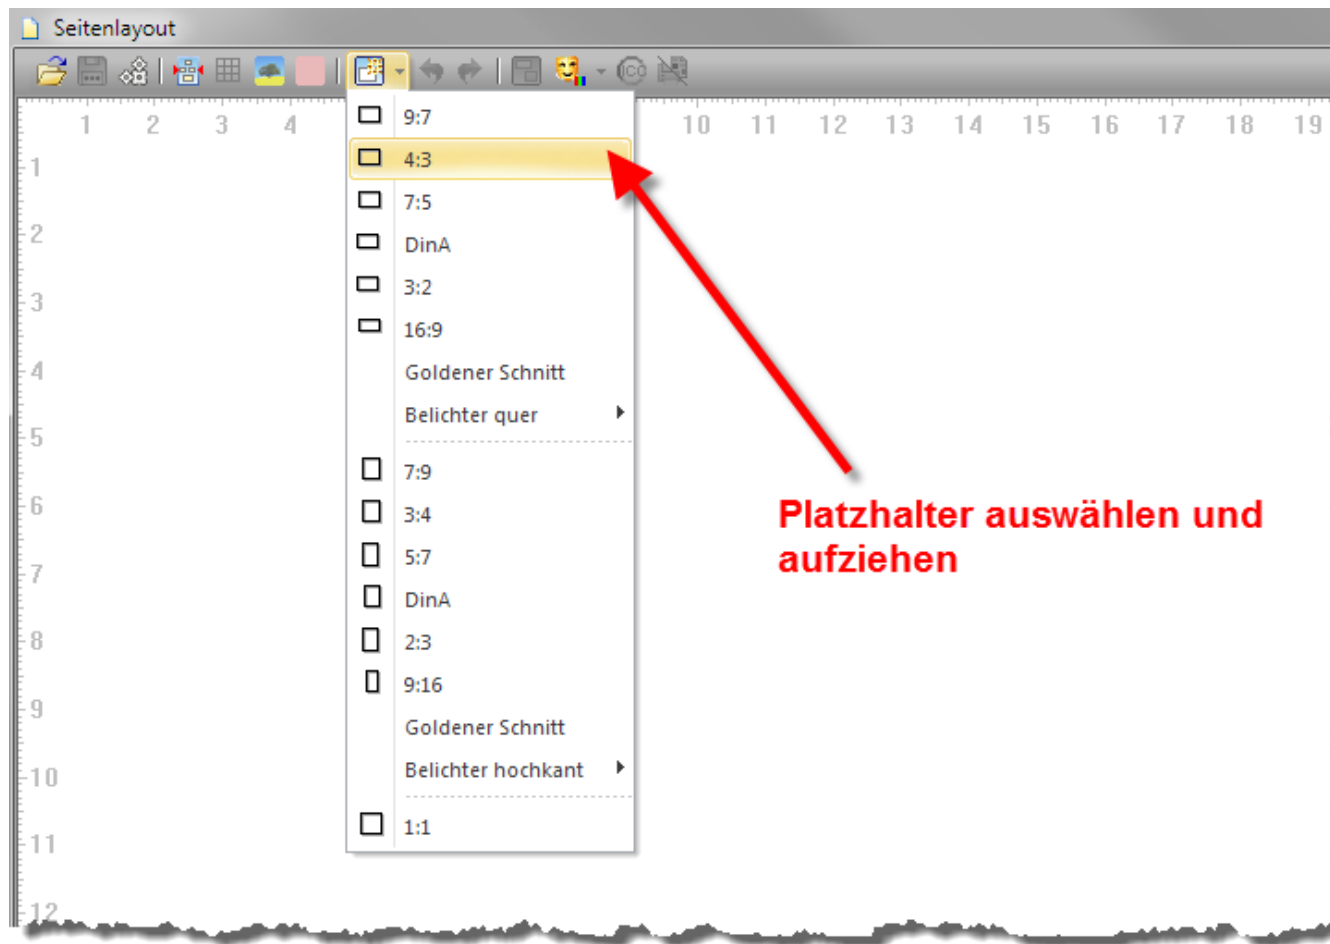 Seitenlayout
1 2 3 4 10 11 12 13 14 15 16 17 18 19
9:7
1
4:3
7:5
2
DinA
3:2
3
16:9
4
Goldener Schnitt
Belichter quer
5
7:9
6
3:4
Platzhalter auswählen und
aufziehen
5:7
7
DinA
8
2:3
9:16
9
Goldener Schnitt
10
Belichter hochkant
1:1
11
12